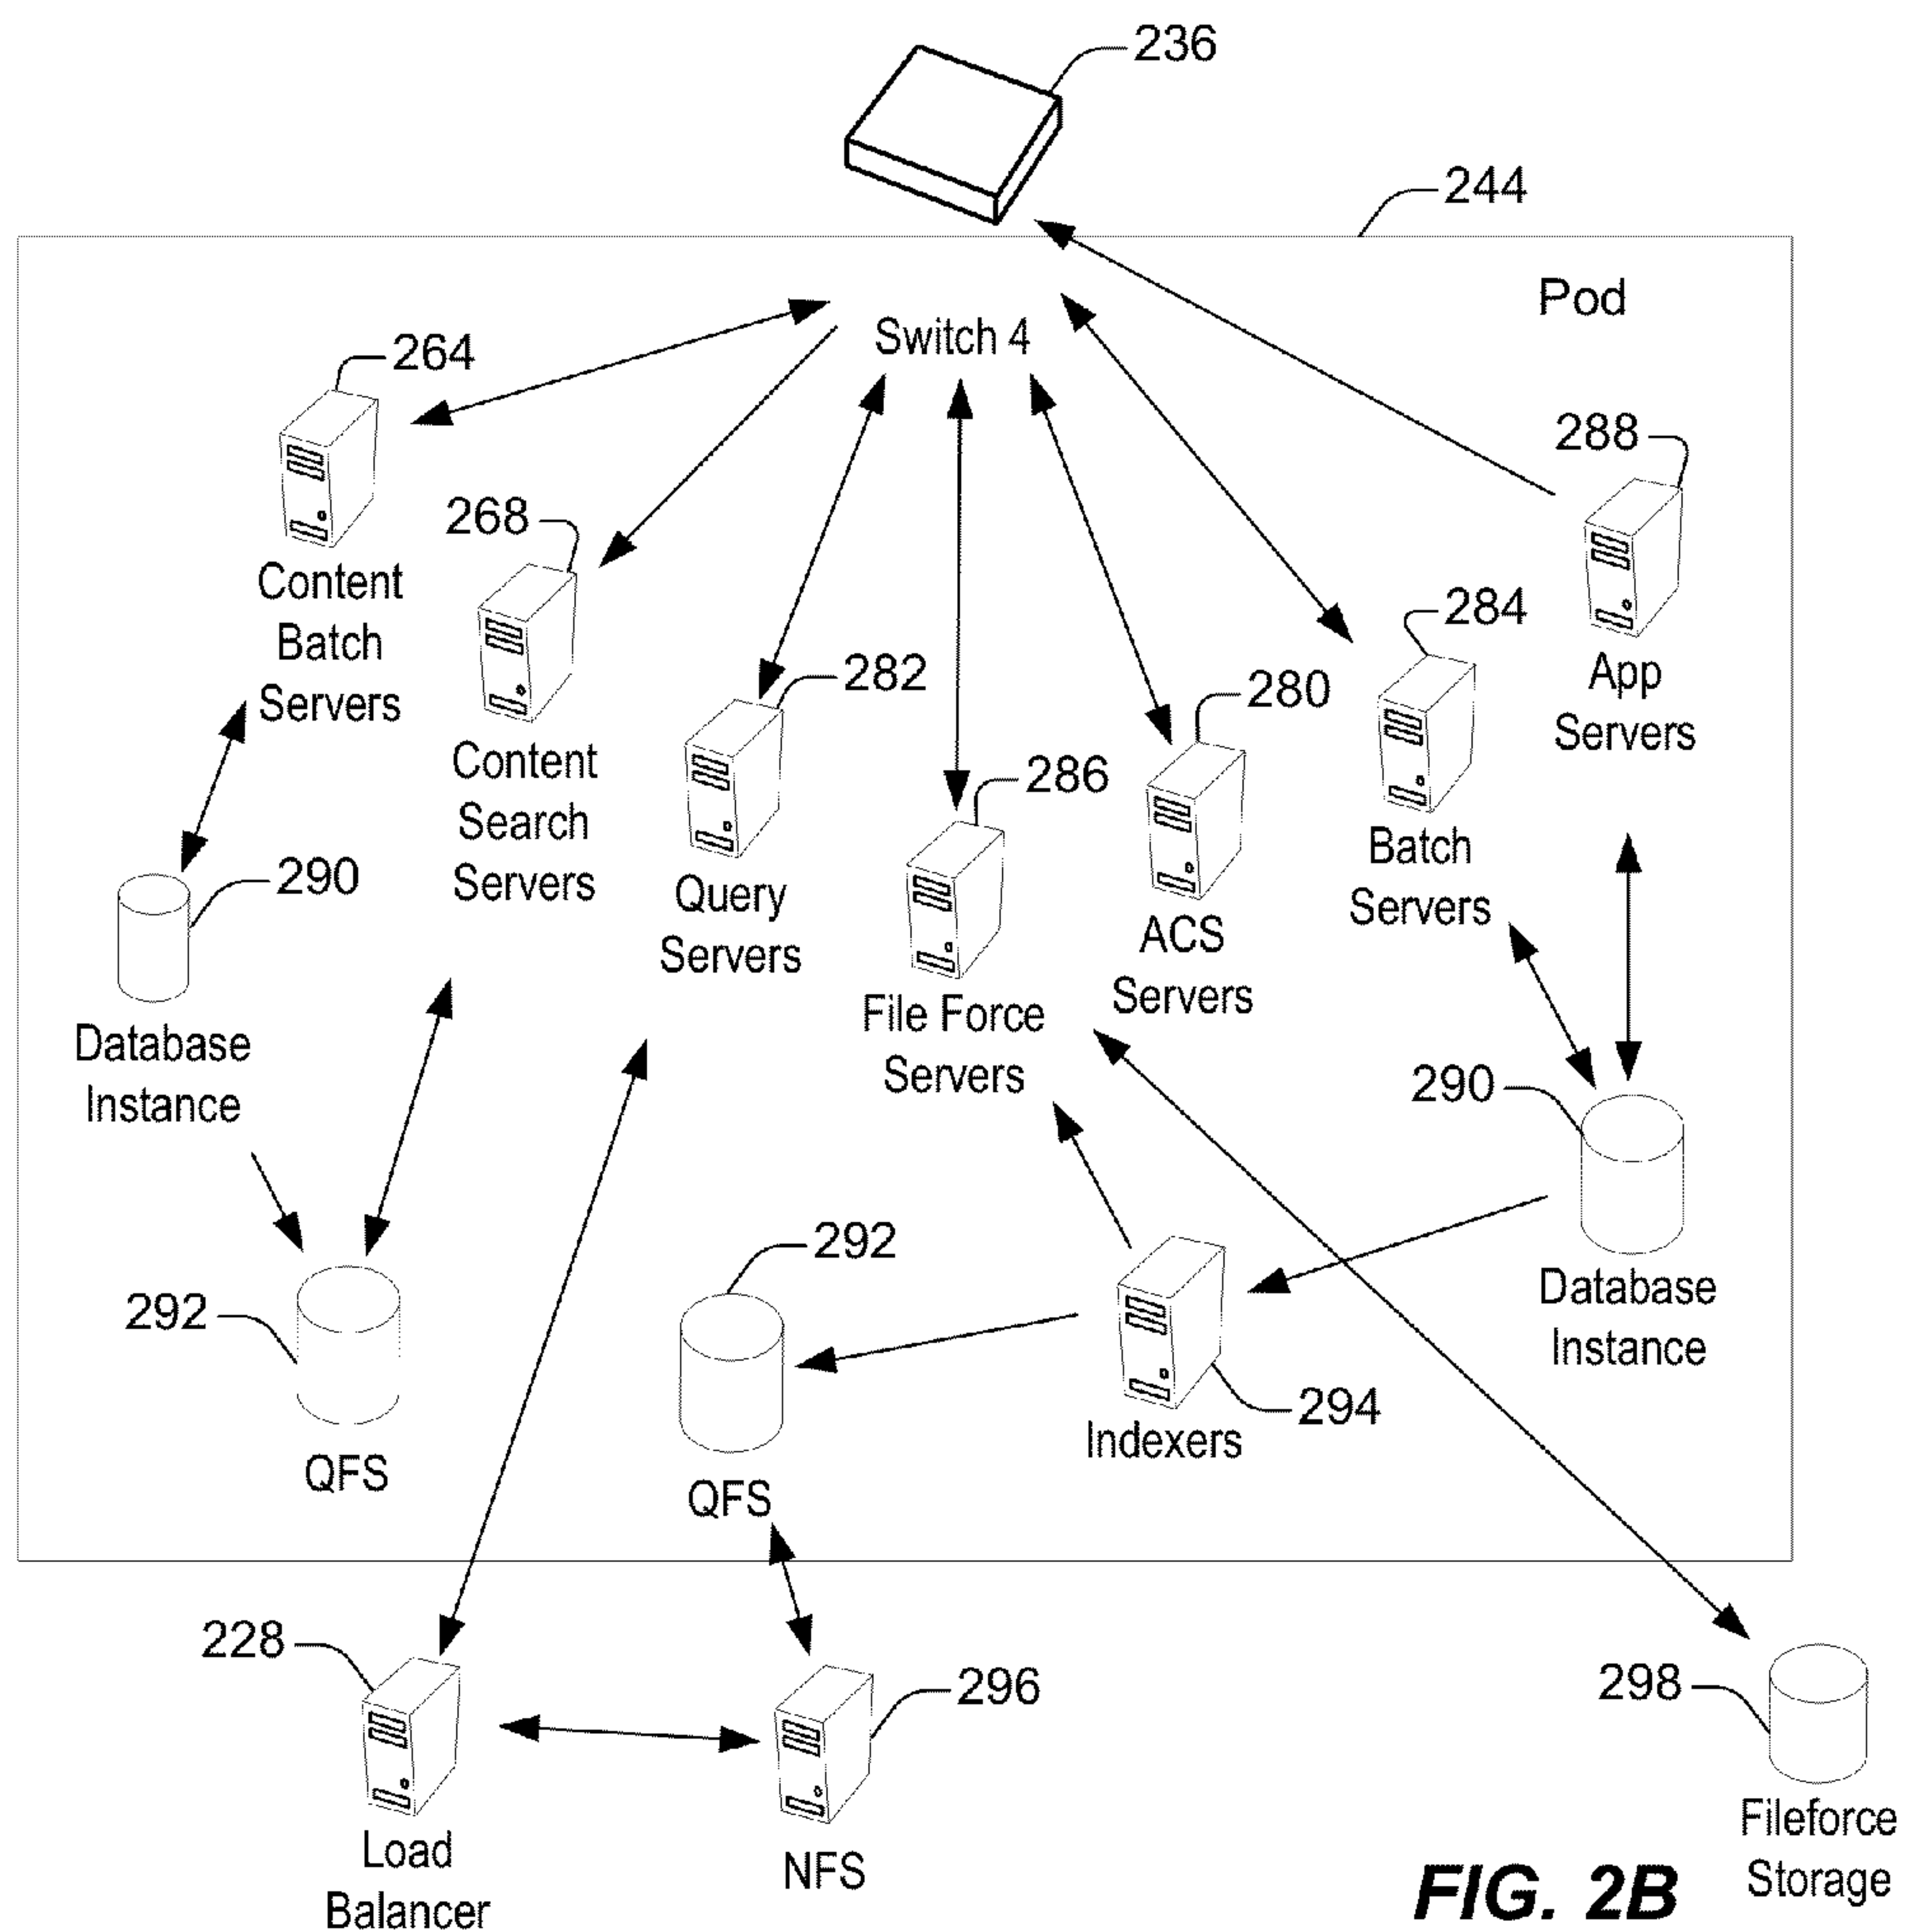 236
244
Pod
Switch 4
264
Content
Batch
Servers
268
Content
Search
Servers
282
Query
Servers
286
File Force
Servers
280
ACS
Servers
284
Batch
Servers
288
App
Servers
290
Database
Instance
290
Database
Instance
292
QFS
292
QFS
294
Indexers
228
Load
Balancer
296
NFS
298
Fileforce
Storage
FIG. 2B